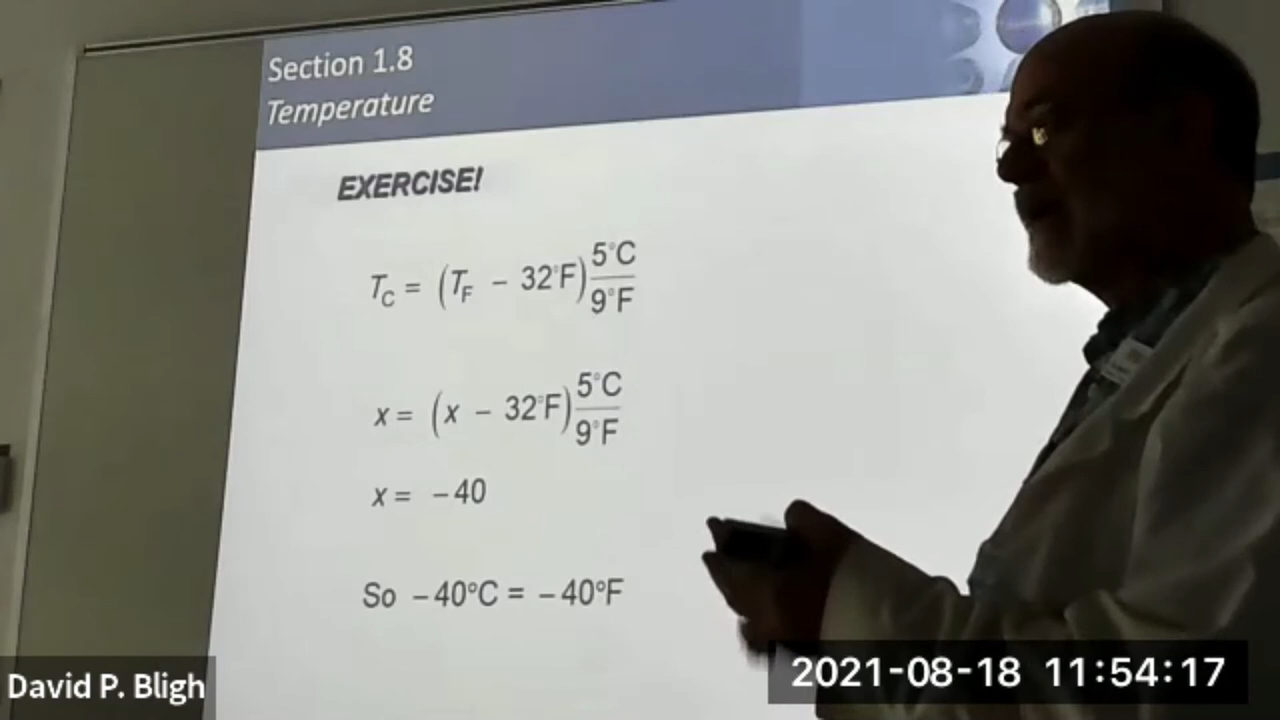 Section 1.8
Temperature
EXERCISE!
T_C = (T_F − 32°F) 5°C/9°F
x = (x − 32°F) 5°C/9°F
x = −40
So −40°C = −40°F
David P. Bligh
2021-08-18 11:54:17